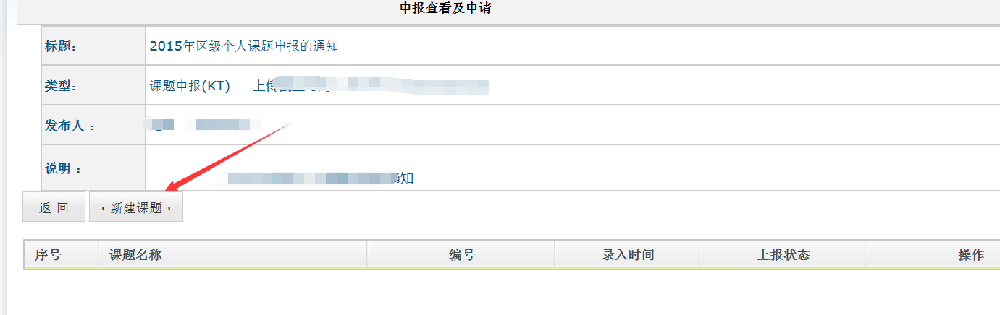 申报查看及申请
标题： 2015年区级个人课题申报的通知
类型： 课题申报(KT) 上传
发布人 ：
说明 ：
通知
返 回 · 新建课题 ·
序号 课题名称 编号 录入时间 上报状态 操作